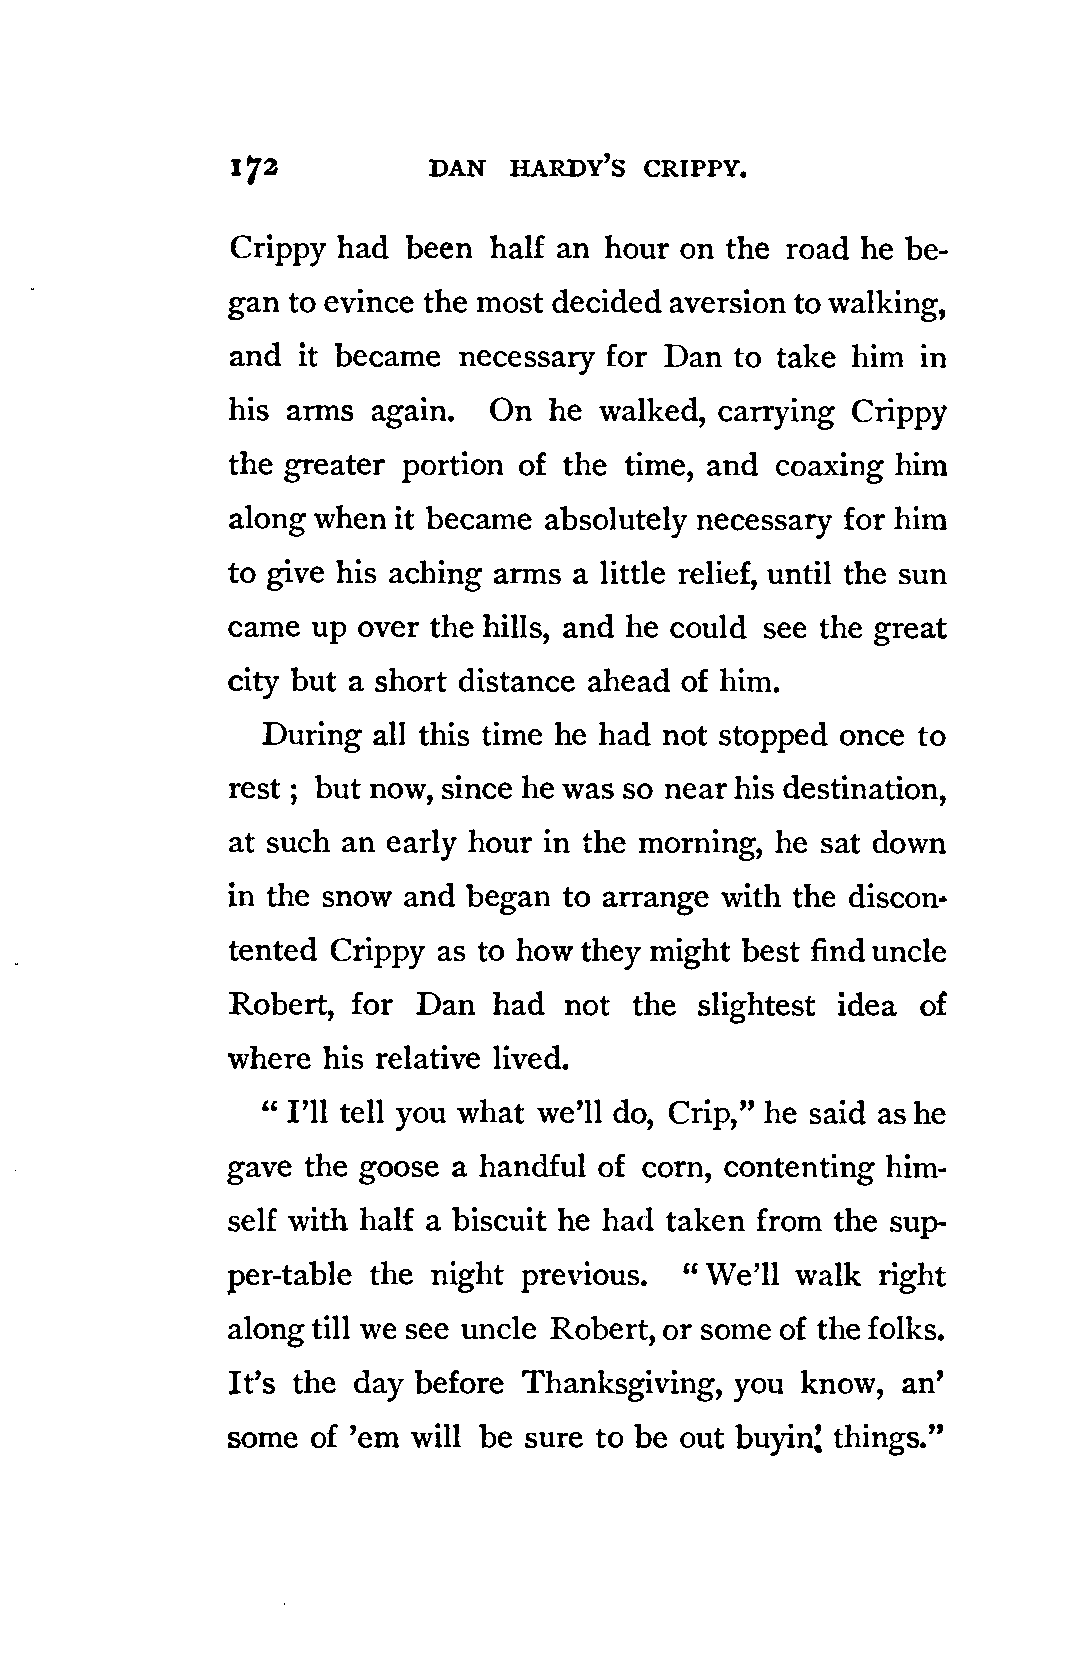 172 DAN HARDY'S CRIPPY.
Crippy had been half an hour on the road he be-
gan to evince the most decided aversion to walking,
and it became necessary for Dan to take him in
his arms again. On he walked, carrying Crippy
the greater portion of the time, and coaxing him
along when it became absolutely necessary for him
to give his aching arms a little relief, until the sun
came up over the hills, and he could see the great
city but a short distance ahead of him.
During all this time he had not stopped once to
rest ; but now, since he was so near his destination,
at such an early hour in the morning, he sat down
in the snow and began to arrange with the discon-
tented Crippy as to how they might best find uncle
Robert, for Dan had not the slightest idea of
where his relative lived.
" I'll tell you what we'll do, Crip," he said as he
gave the goose a handful of corn, contenting him-
self with half a biscuit he had taken from the sup-
per-table the night previous. " We'll walk right
along till we see uncle Robert, or some of the folks.
It's the day before Thanksgiving, you know, an'
some of 'em will be sure to be out buyin' things."